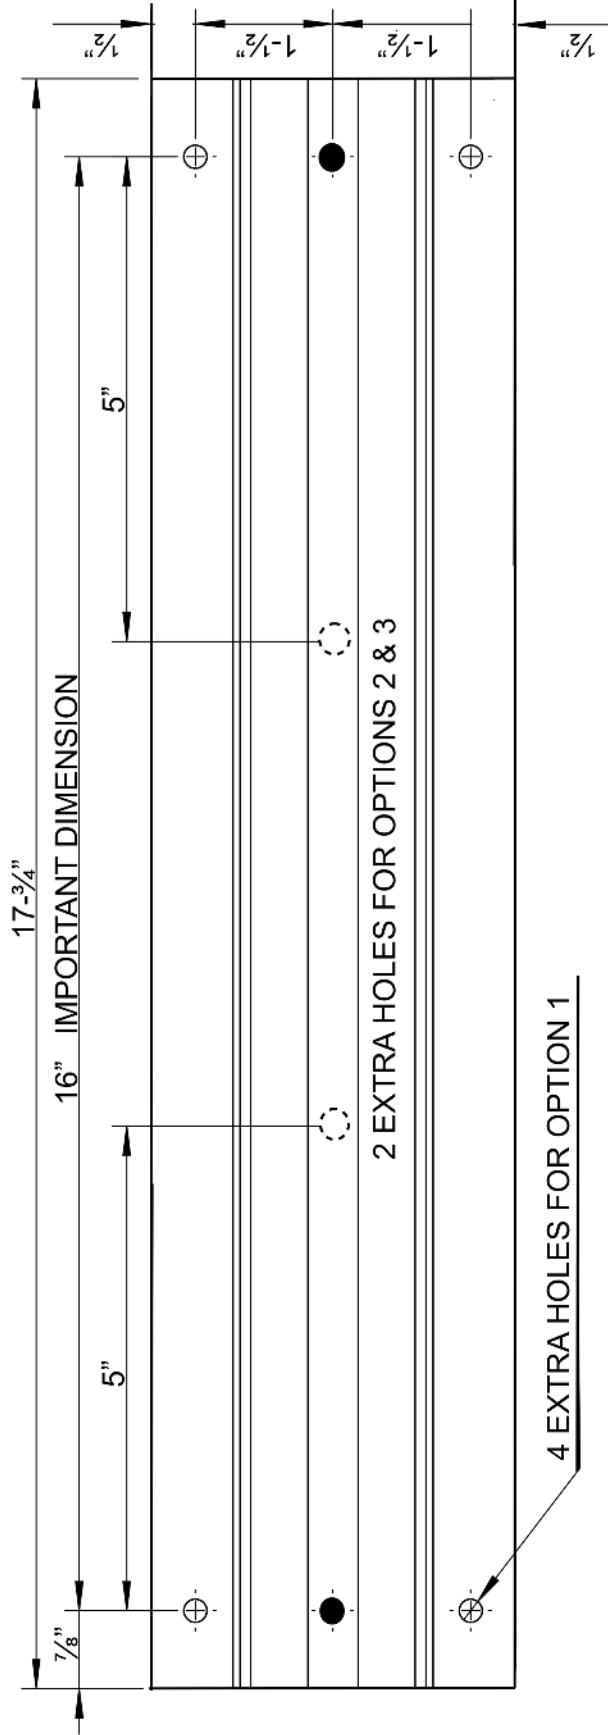 17-¾”
16” IMPORTANT DIMENSION
⅞”
5”
5”
½”
1-½”
1-½”
½”
2 EXTRA HOLES FOR OPTIONS 2 & 3
4 EXTRA HOLES FOR OPTION 1